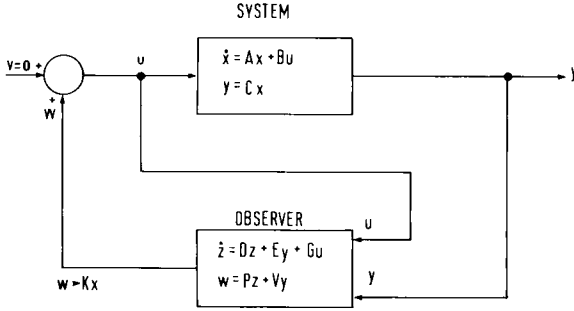 SYSTEM
v=0 +
u
ẋ = Ax + Bu
y = Cx
y
+
w
OBSERVER
u
ż = Dz + Ey + Gu
w = Pz + Vy
y
w→Kx